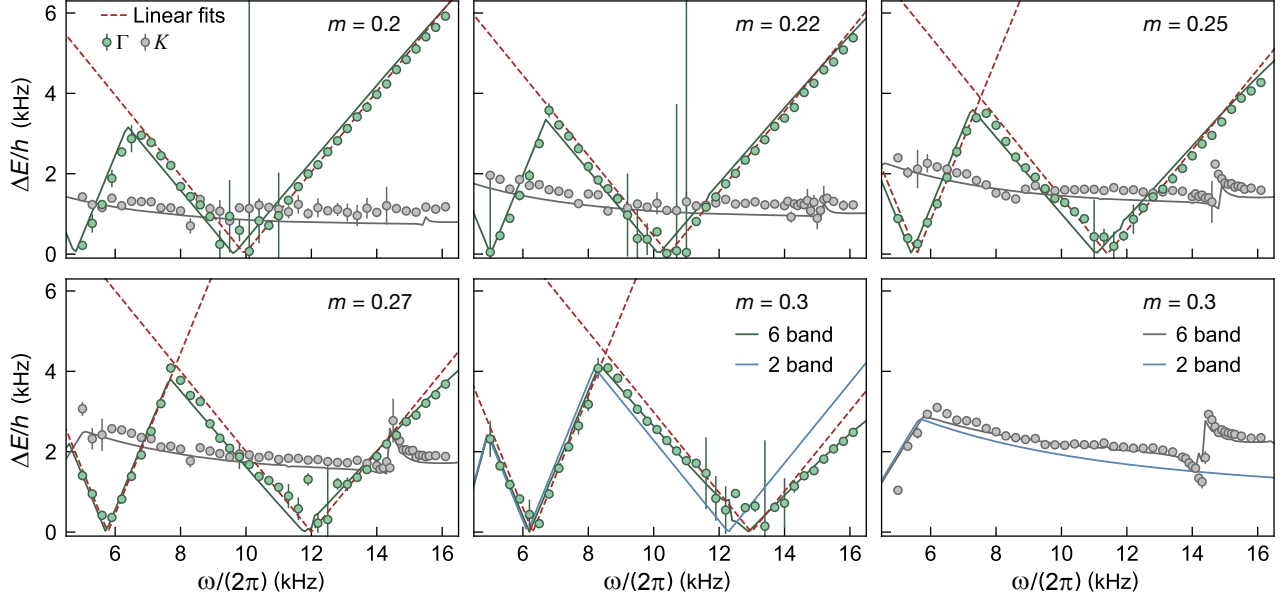 Linear fits
Γ K
m = 0.2
m = 0.22
m = 0.25
6
4
2
0
ΔE/h (kHz)
m = 0.27
m = 0.3
6 band
2 band
m = 0.3
6 band
2 band
6
4
2
0
ΔE/h (kHz)
6 8 10 12 14 16
6 8 10 12 14 16
6 8 10 12 14 16
ω/(2π) (kHz)
ω/(2π) (kHz)
ω/(2π) (kHz)